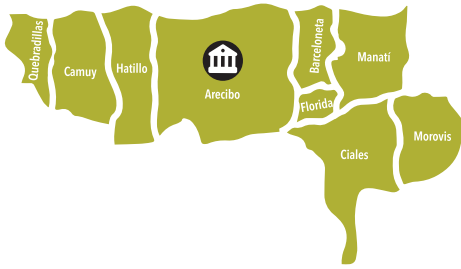 Quebradillas
Camuy
Hatillo
Arecibo
Barceloneta
Florida
Manatí
Ciales
Morovis